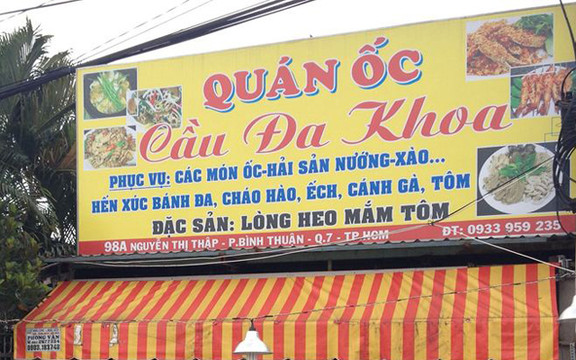 QUÁN ỐC
Cầu Đa Khoa
PHỤC VỤ: CÁC MÓN ỐC-HẢI SẢN NƯỚNG-XÀO...
HẾN XÚC BÁNH ĐA, CHÁO HÀO, ẾCH, CÁNH GÀ, TÔM
ĐẶC SẢN: LÒNG HEO MẮM TÔM
98A NGUYỄN THỊ THẬP - P.BÌNH THUẬN - Q.7 - TP.HCM ĐT: 0933 959 235